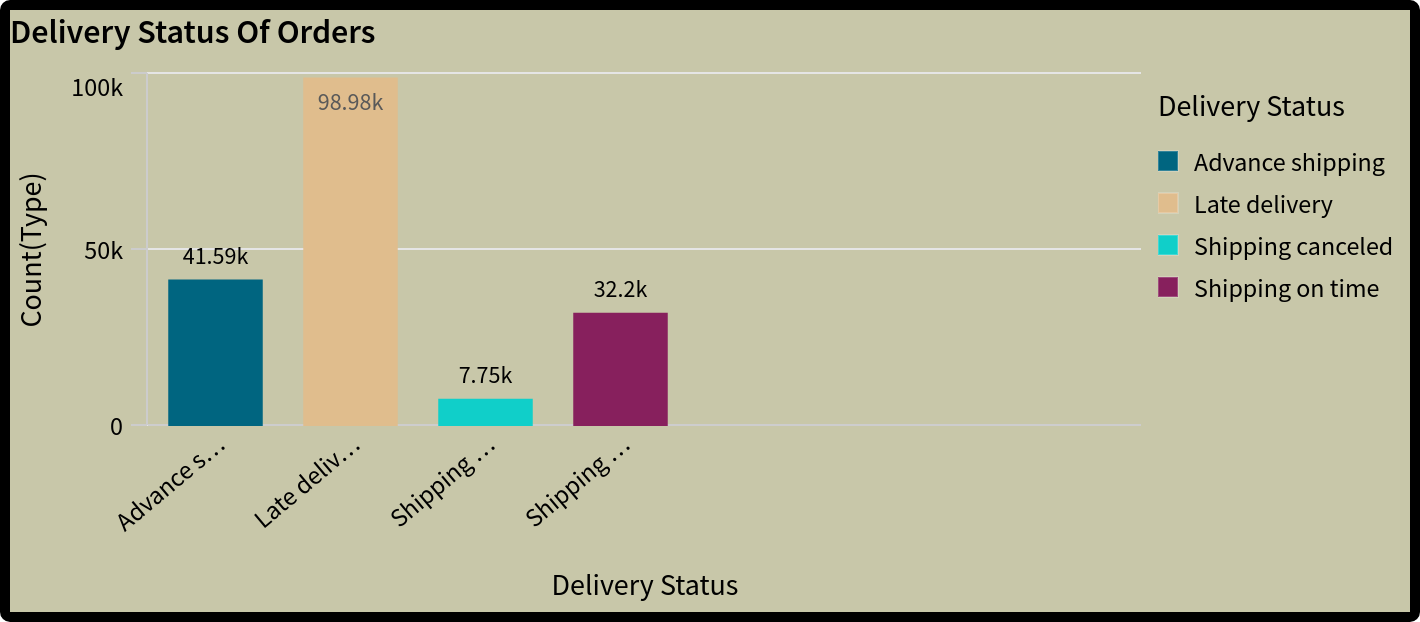 Delivery Status Of Orders
100k
50k
0
Count(Type)
41.59k
98.98k
7.75k
32.2k
Advance s...
Late deliv...
Shipping ...
Shipping ...
Delivery Status
Delivery Status
Advance shipping
Late delivery
Shipping canceled
Shipping on time